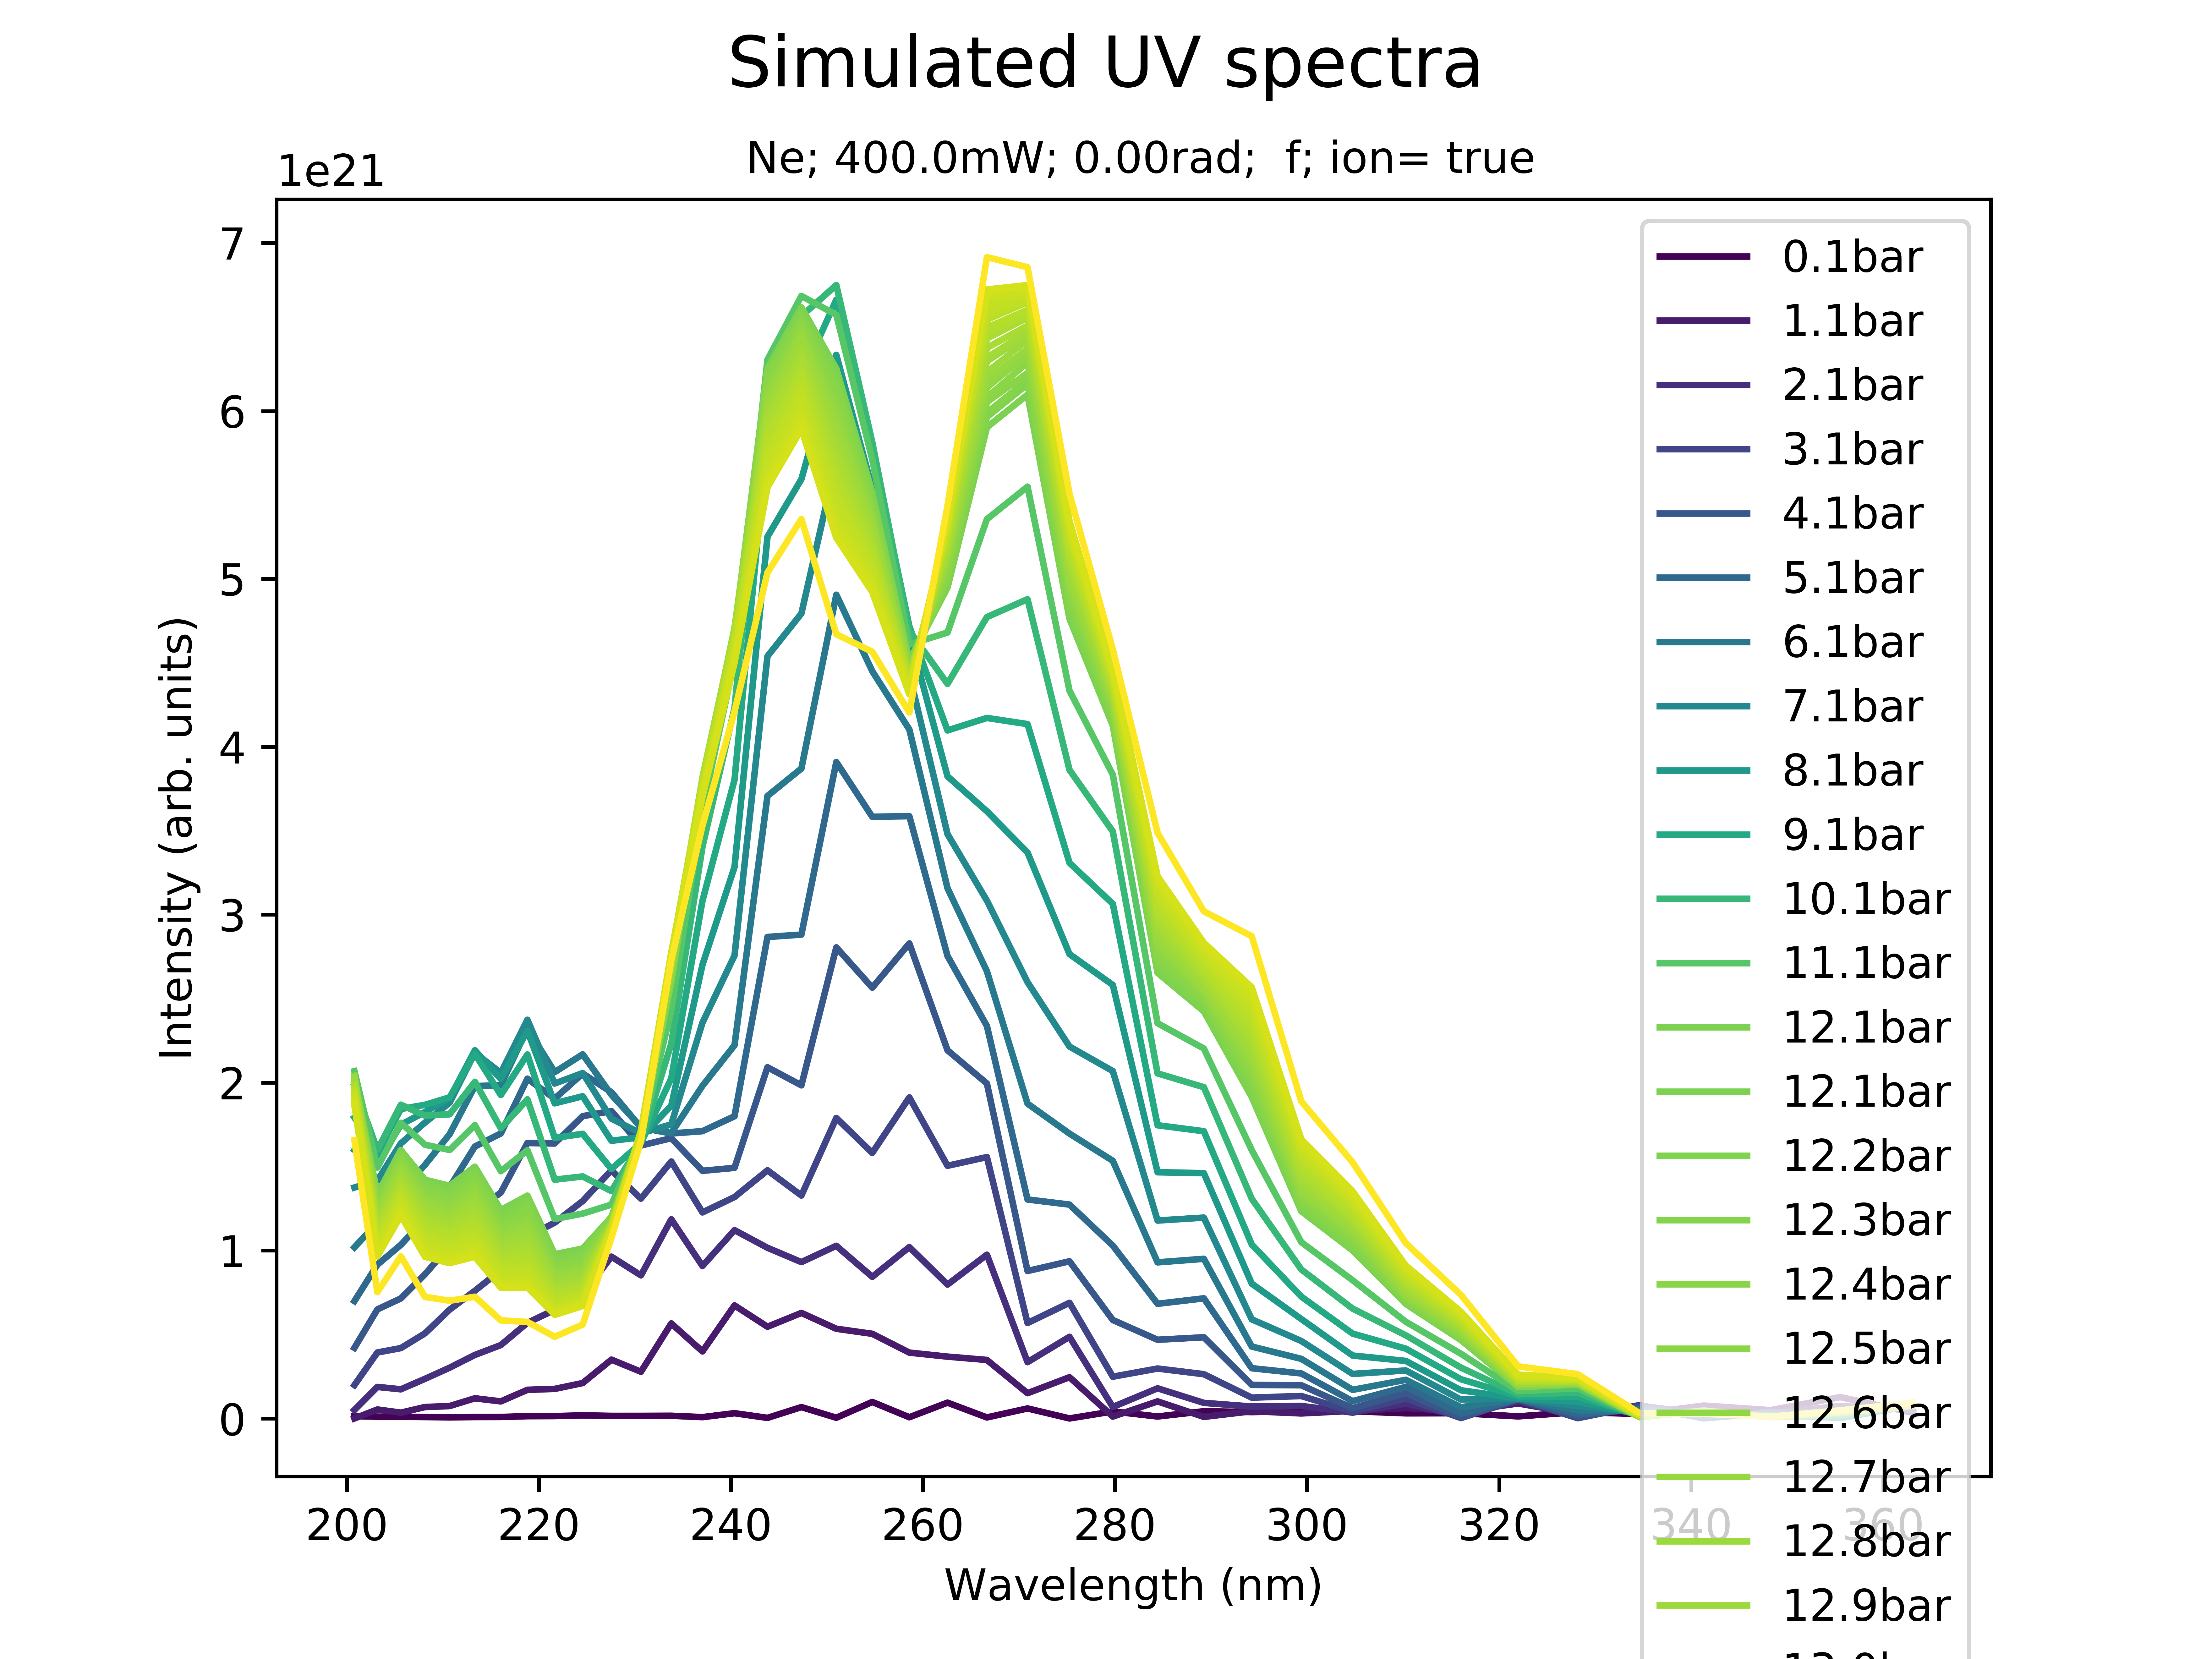 Simulated UV spectra
Ne; 400.0mW; 0.00rad;  f; ion= true
1e21
7
6
5
4
3
2
1
0
Intensity (arb. units)
200
220
240
260
280
300
320
340
360
Wavelength (nm)
0.1bar
1.1bar
2.1bar
3.1bar
4.1bar
5.1bar
6.1bar
7.1bar
8.1bar
9.1bar
10.1bar
11.1bar
12.1bar
12.1bar
12.2bar
12.3bar
12.4bar
12.5bar
12.6bar
12.7bar
12.8bar
12.9bar